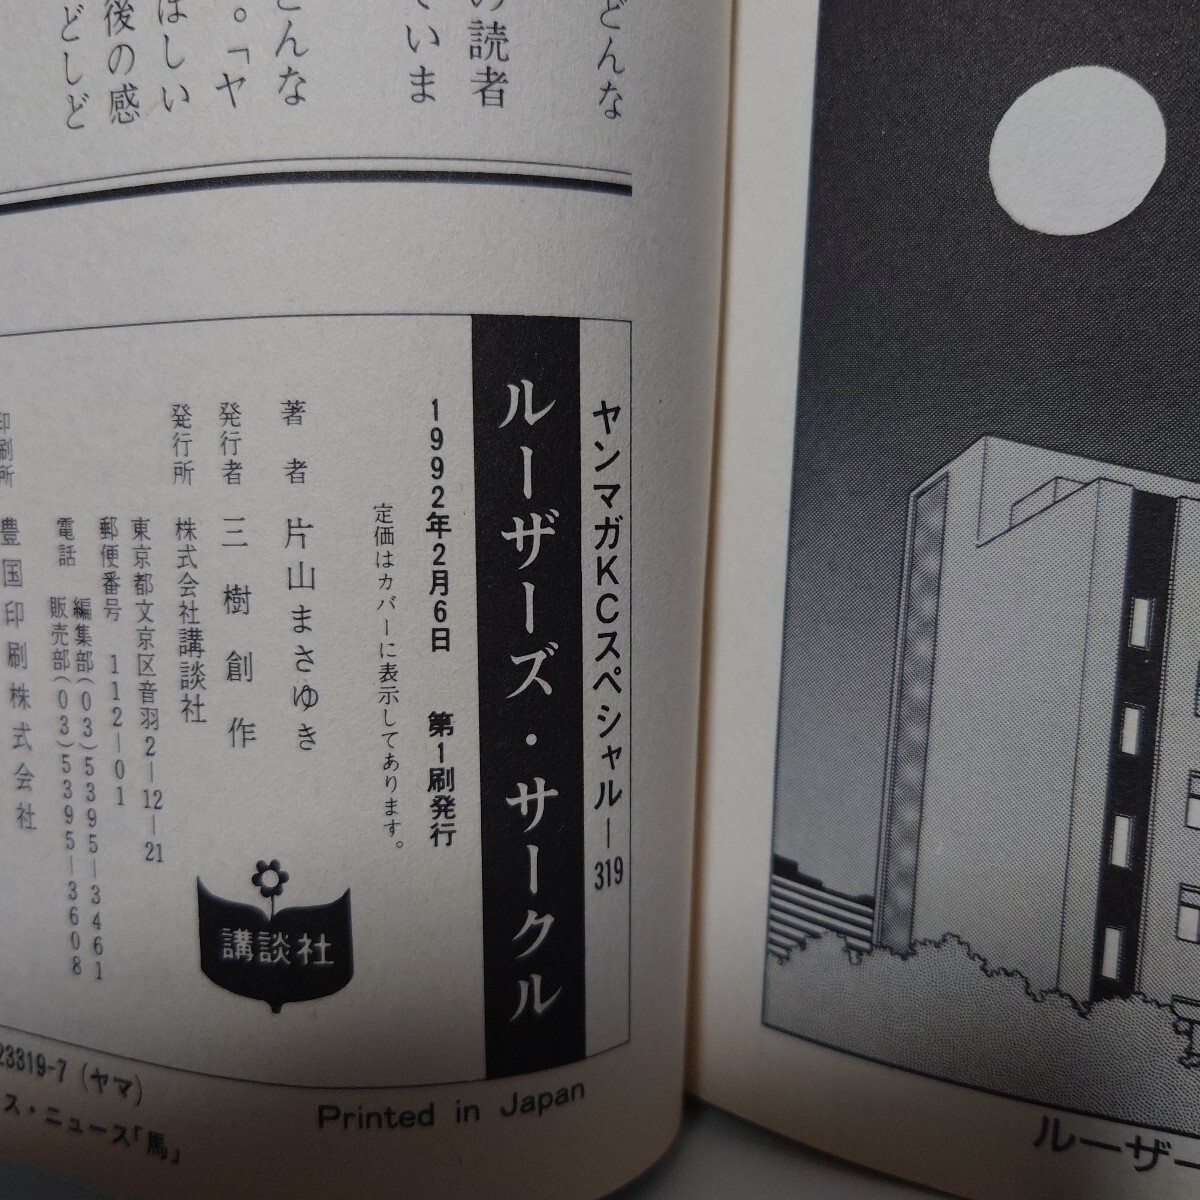 どんな
の読者
ていま
どんな
。「ヤ
ほしい
後の感
どしど
ヤンマガKCスペシャル―319
ルーザーズ・サークル
1992年2月6日 第1刷発行
定価はカバーに表示してあります。
著者 片山まさゆき
発行者 三樹創作
発行所 株式会社講談社
東京都文京区音羽2―12―21
郵便番号 112―01
電話 編集部(03)5395―3461
販売部(03)5395―3608
印刷所 豊国印刷株式会社
講談社
23319-7 (ヤマ)
ス・ニュース「馬」
Printed in Japan
ルーザー